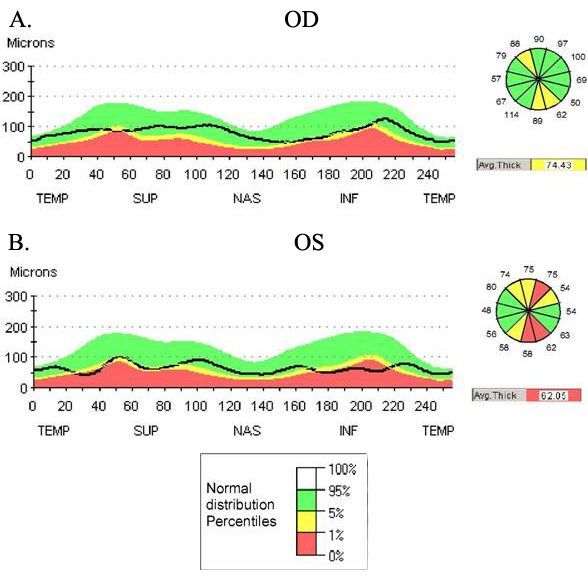 A. OD
Microns
300
200
100
0
0 20 40 60 80 100 120 140 160 180 200 220 240
TEMP SUP NAS INF TEMP
90
97
100
69
50
62
89
114
67
57
79
88
Avg.Thick 74.43
B. OS
Microns
300
200
100
0
0 20 40 60 80 100 120 140 160 180 200 220 240
TEMP SUP NAS INF TEMP
75
75
54
54
63
62
58
58
56
48
80
74
Avg.Thick 62.05
Normal
distribution
Percentiles
100%
95%
5%
1%
0%